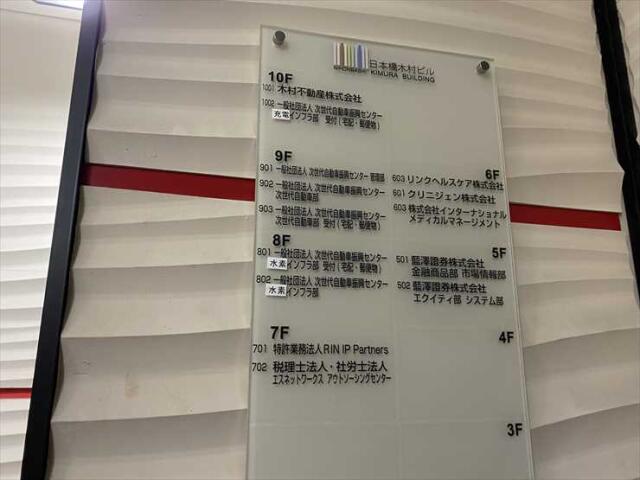 日本橋木村ビル
NIHONBASHI KIMURA BUILDING
10F
1001 木村不動産株式会社
1002 一般社団法人 次世代自動車振興センター
充電インフラ部 受付(宅配・郵便物)
9F
901 一般社団法人 次世代自動車振興センター 管理部
902 一般社団法人 次世代自動車振興センター
次世代自動車部
903 一般社団法人 次世代自動車振興センター
次世代自動車部 受付(宅配・郵便物)
8F
801 一般社団法人 次世代自動車振興センター
水素インフラ部 受付(宅配・郵便物)
802 一般社団法人 次世代自動車振興センター
水素インフラ部
7F
701 特許業務法人RIN IP Partners
702 税理士法人・社労士法人
エスネットワークス アウトソーシングセンター
6F
603 リンクヘルスケア株式会社
601 クリニジェン株式会社
603 株式会社インターナショナル
メディカルマネージメント
5F
501 藍澤證券株式会社
金融商品部 市場情報部
502 藍澤證券株式会社
エクイティ部 システム部
4F
3F